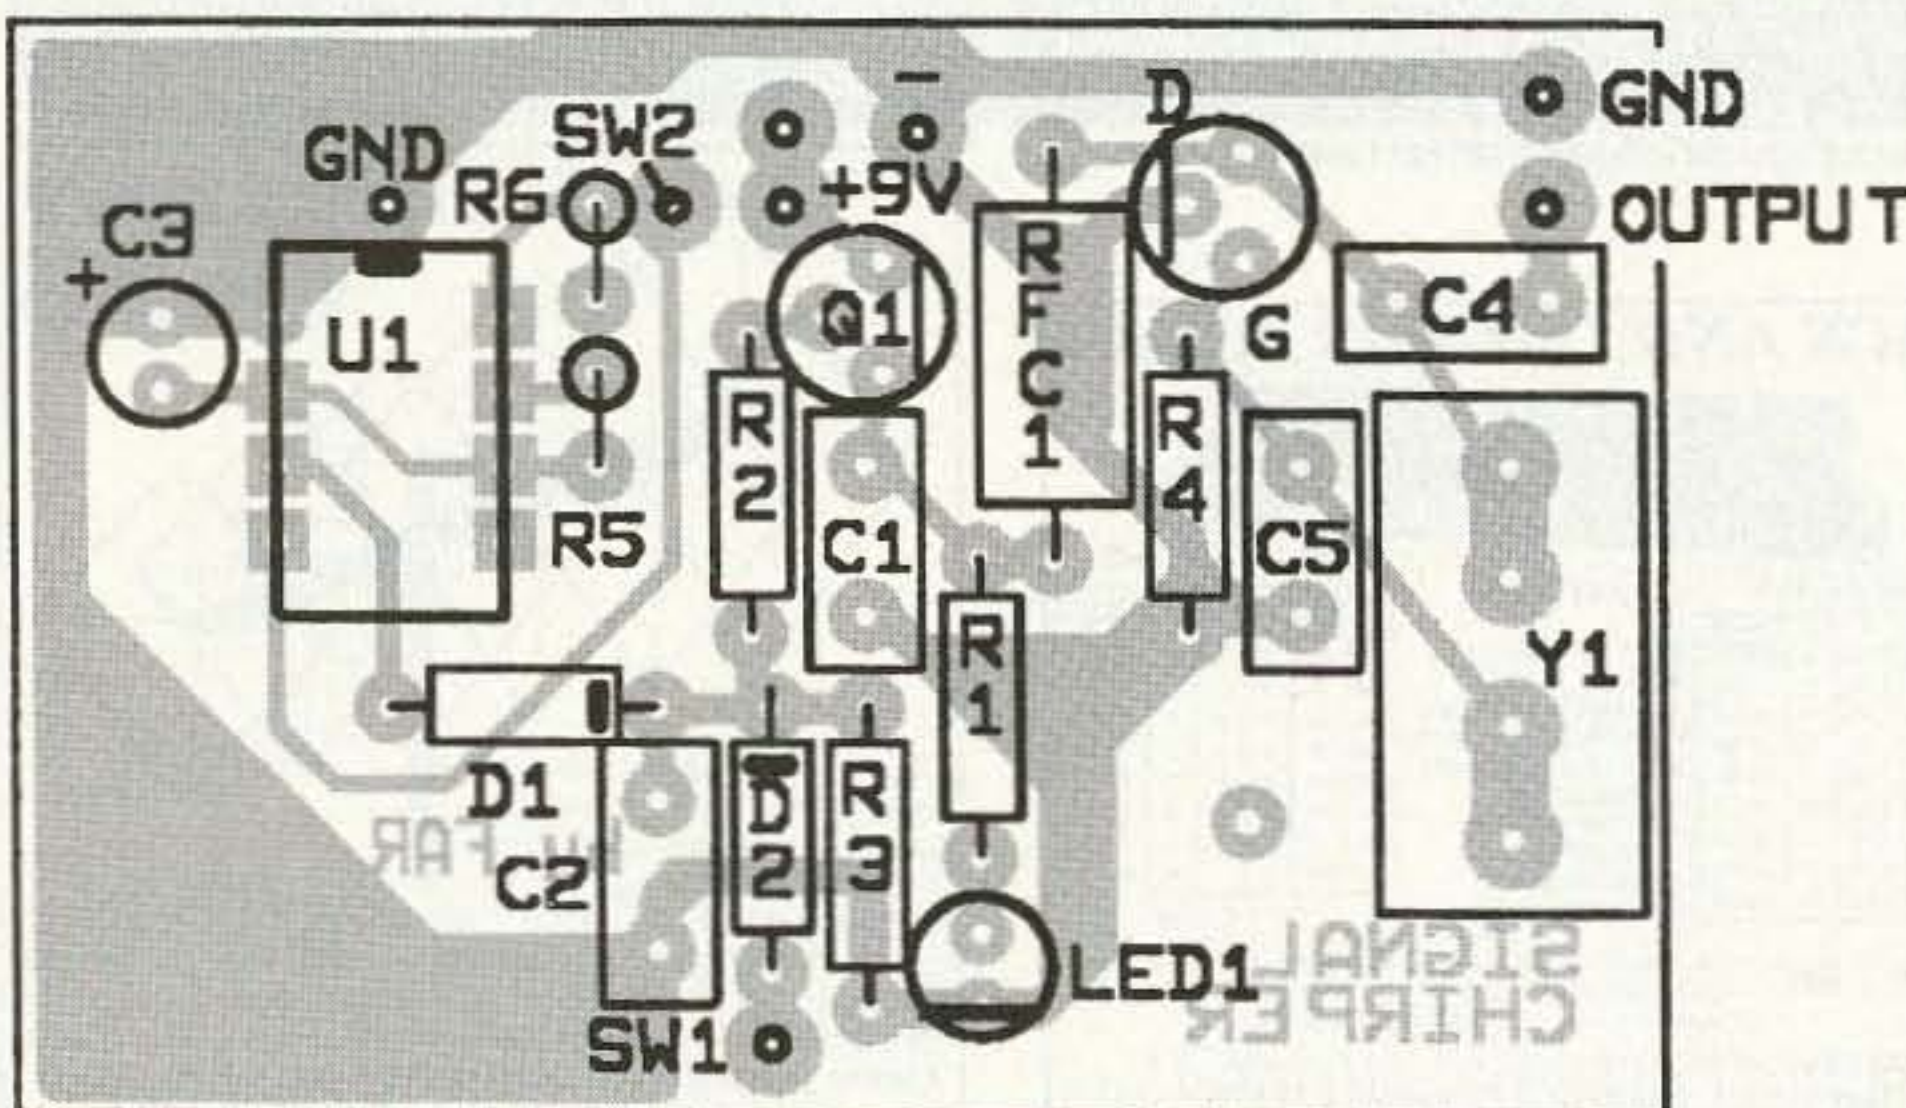 D
GND
SW2
GND
R6
+9V
OUTPUT
C3
+
RFC1
C4
Q1
U1
G
R2
R4
C1
C5
R5
R1
Y1
D1
D2
R3
C2
FAR
SIGNAL
LED1
CHIRPER
SW1